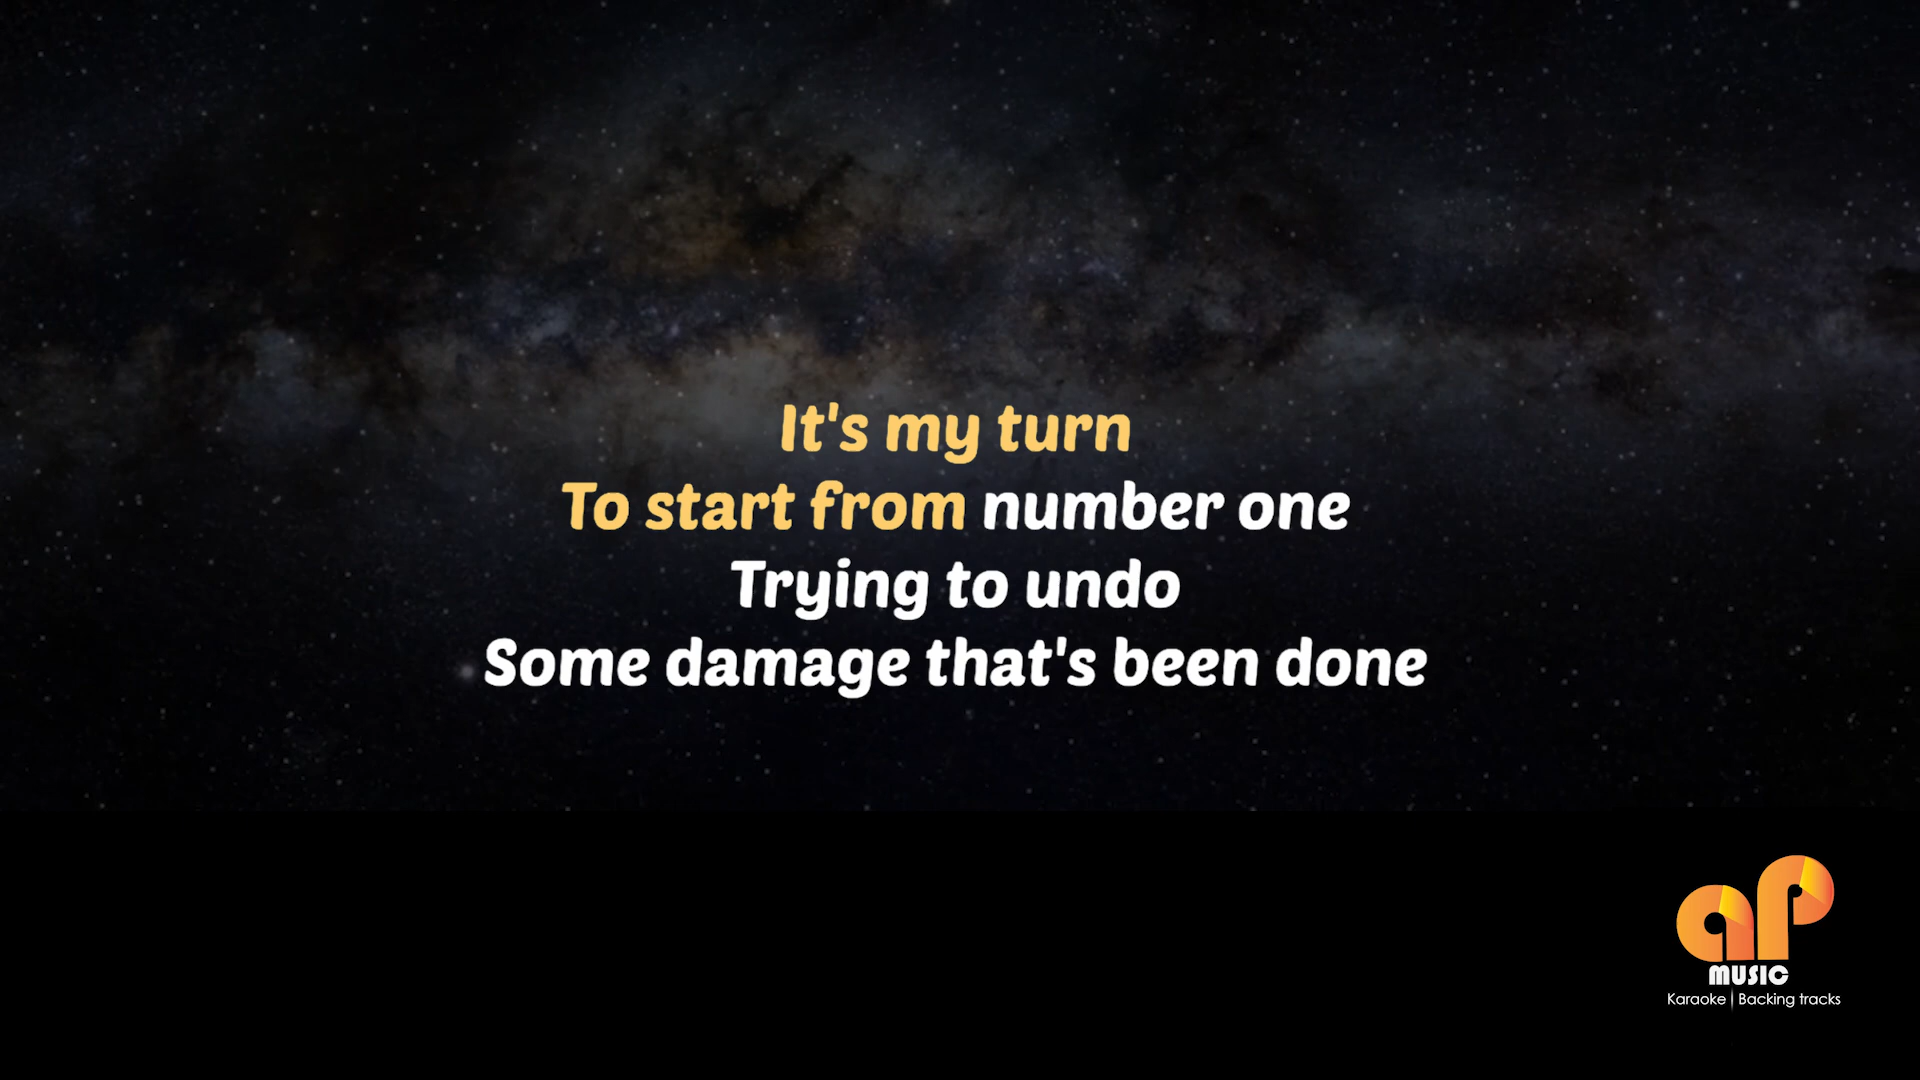 It's my turn
To start from number one
Trying to undo
Some damage that's been done
ap
MUSIC
Karaoke | Backing tracks